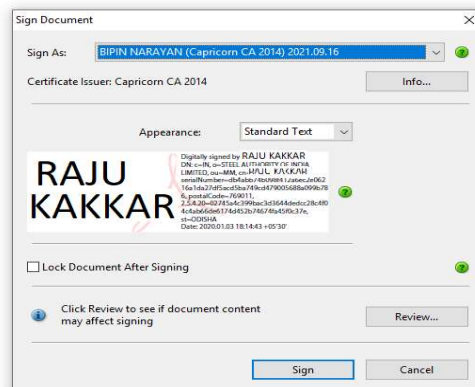 Sign Document
Sign As: BIPIN NARAYAN (Capricorn CA 2014) 2021.09.16
Certificate Issuer: Capricorn CA 2014 Info...
Appearance: Standard Text
RAJU
KAKKAR
Digitally signed by RAJU KAKKAR
DN: c=IN, o=STEEL AUTHORITY OF INDIA
LIMITED, ou=MM, cn=RAJU KAKKAR
6, postalCode=769011,
st=ODISHA
Date: 2020.01.03 18:14:43 +05'30'
Lock Document After Signing
Click Review to see if document content
may affect signing
Review...
Sign Cancel